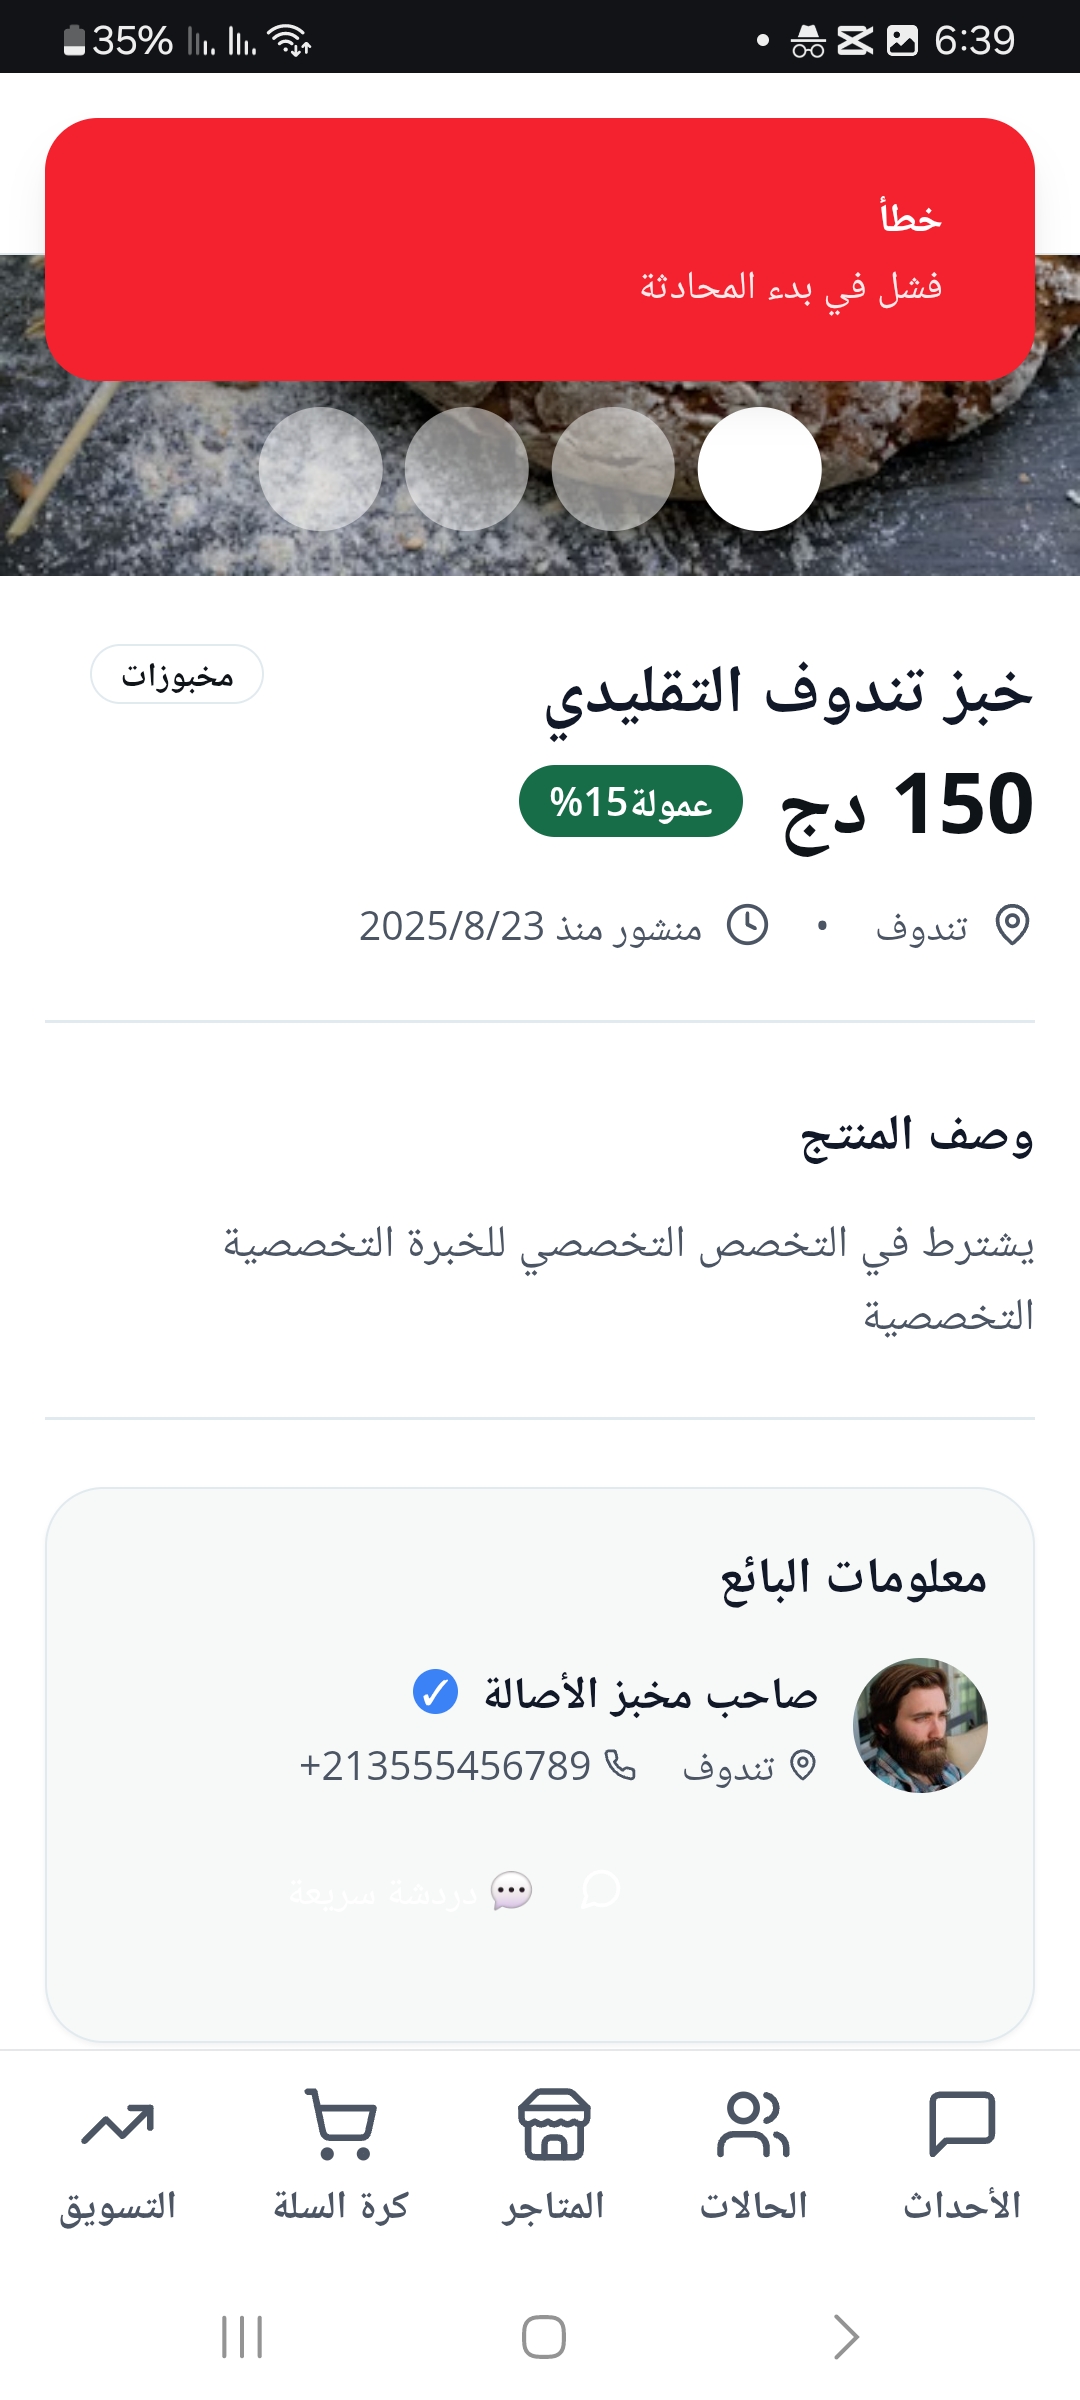 35%
6:39
خطأ
فشل في بدء المحادثة
خبز تندوف التقليدي
مخبوزات
150 دج
عمولة15%
تندوف • منشور منذ 2025/8/23
وصف المنتج
يشترط في التخصص التخصصي للخبرة التخصصية
التخصصية
معلومات البائع
صاحب مخبز الأصالة
تندوف +213555456789
دردشة سريعة
الأحداث
الحالات
المتاجر
كرة السلة
التسويق